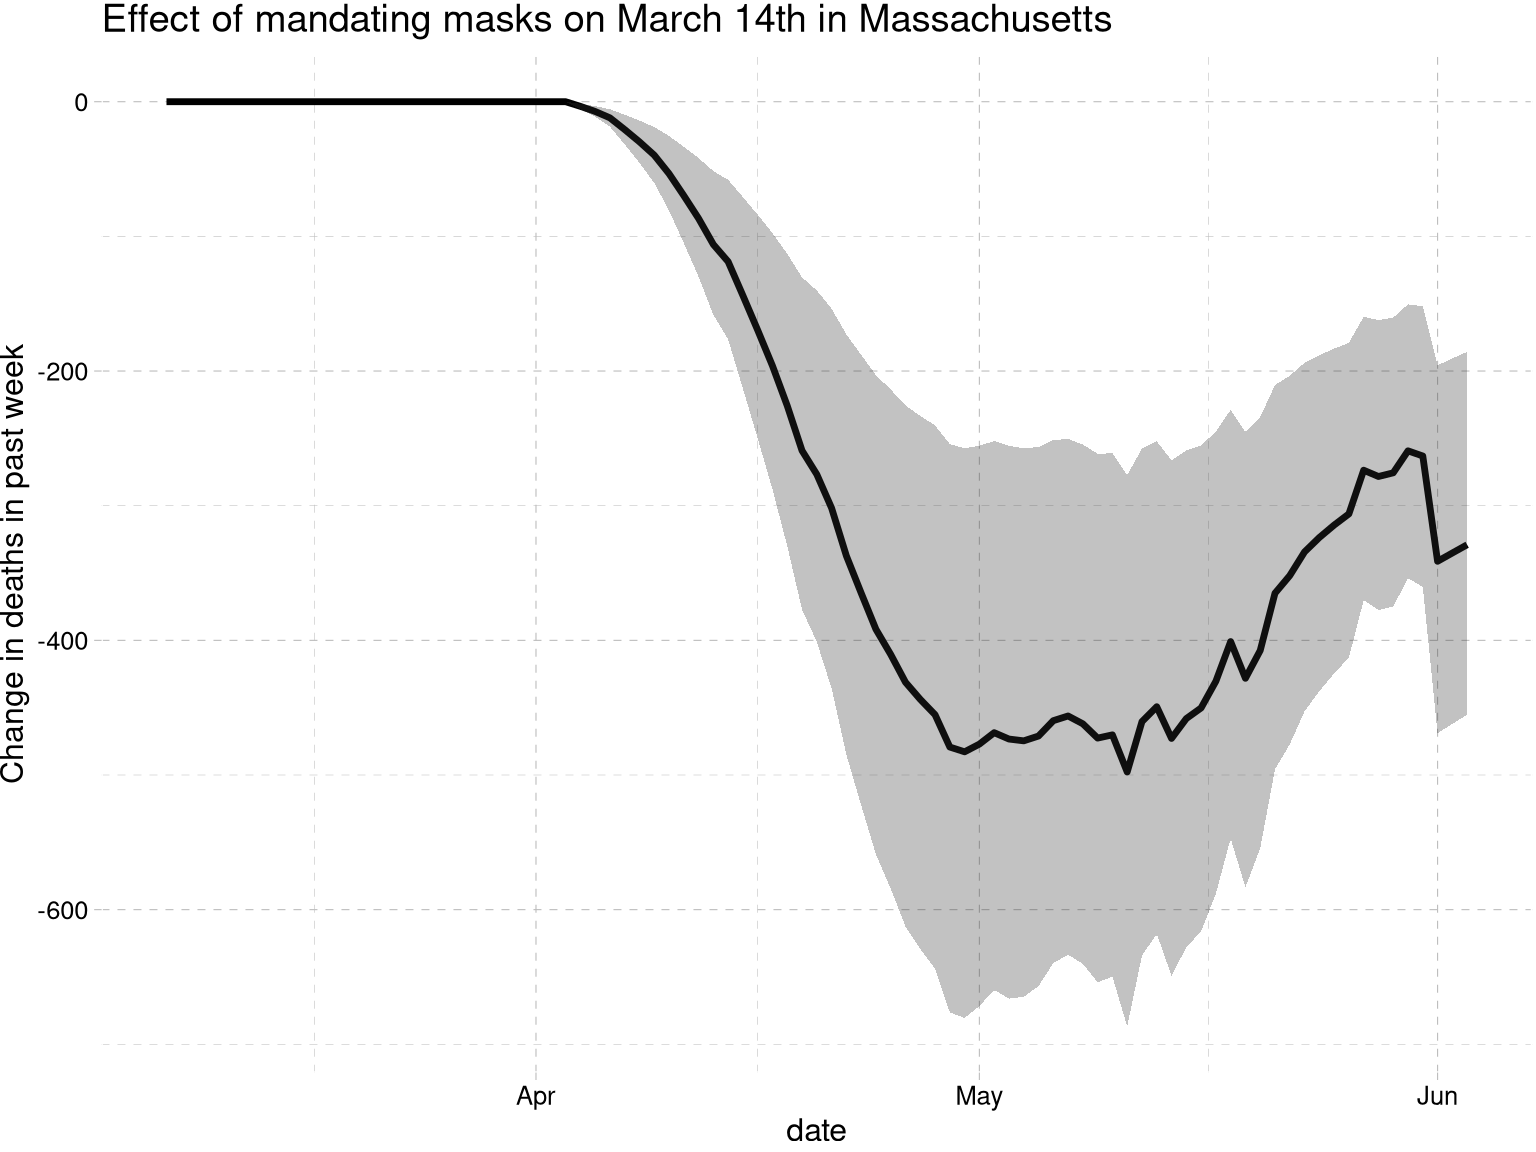 Effect of mandating masks on March 14th in Massachusetts
Change in deaths in past week
0
-200
-400
-600
Apr
May
Jun
date